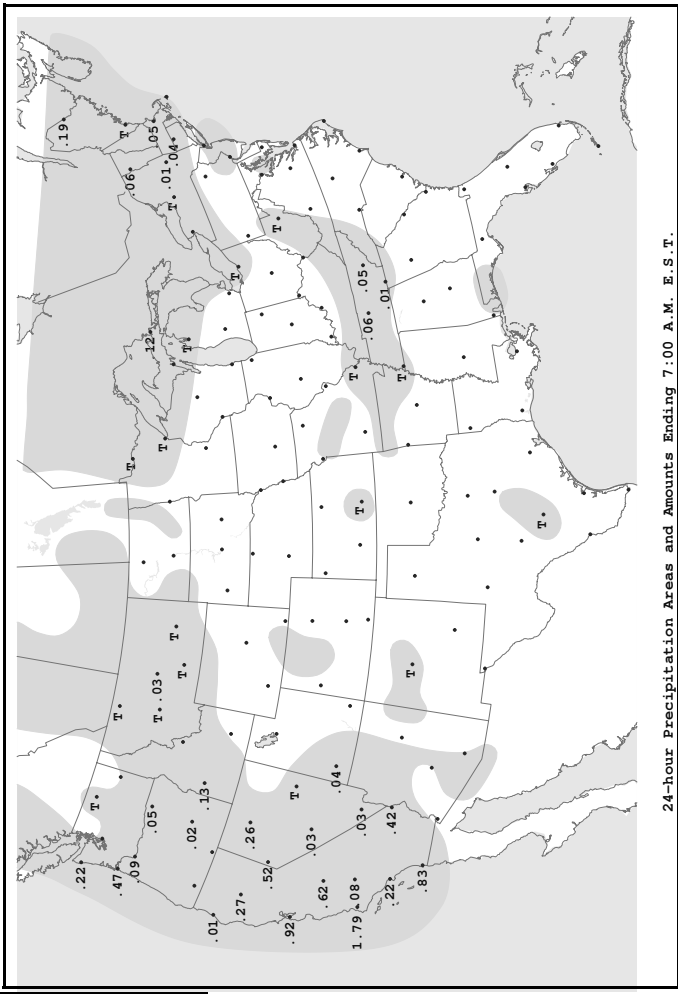 .19
.22
T
.47
T
T
T
.06
.09
.05
.12
.05
T
.03
T
.01
T
T
.04
T
T
.02
.13
.01
T
.27
.26
.52
T
.92
T
.03
.62
.04
T
1.79
.08
.03
T
.05
.06
.01
.22
.42
T
T
.83
T
24-hour Precipitation Areas and Amounts Ending 7:00 A.M. E.S.T.